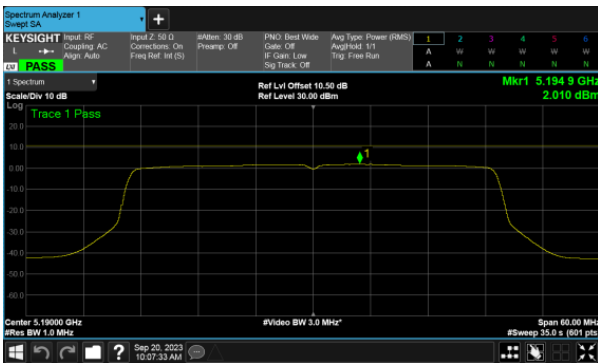 Spectrum Analyzer 1
Swept SA
+
KEYSIGHT Input: RF Input Z: 50 Ω #Atten: 30 dB PNO: Best Wide Avg Type: Power (RMS) 1 2 3 4 5 6
L Coupling: AC Corrections: On Preamp: Off Gate: Off Avg|Hold: 1/1 A W W W W W
Align: Auto Freq Ref: Int (S) IF Gain: Low Trig: Free Run
LXI PASS Sig Track: Off A N N N N N
1 Spectrum Ref Lvl Offset 10.50 dB Mkr1 5.194 9 GHz
Scale/Div 10 dB Ref Level 30.00 dBm 2.010 dBm
Log Trace 1 Pass
20.0
10.0
1
0.00
-10.0
-20.0
-30.0
-40.0
-50.0
-60.0
Center 5.19000 GHz #Video BW 3.0 MHz* Span 60.00 MHz
#Res BW 1.0 MHz #Sweep 35.0 s (601 pts)
? Sep 20, 2023
10:07:33 AM